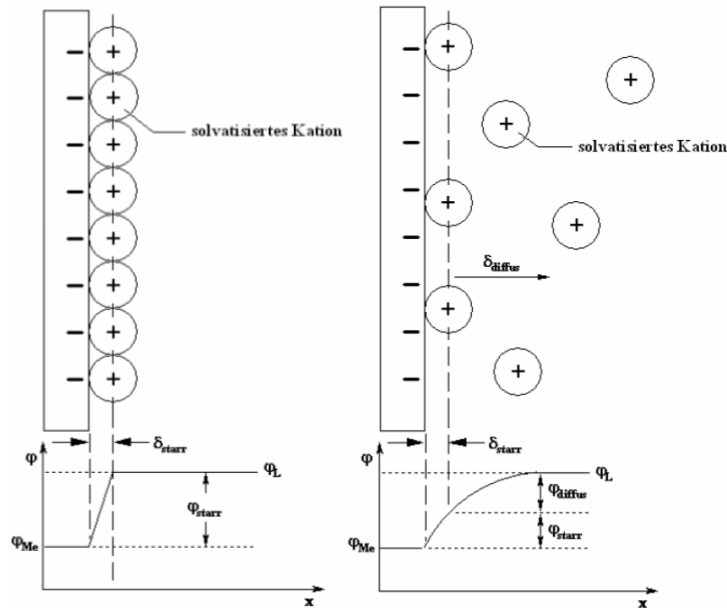 solvatisiertes Kation
δstarr
φ
φL
φstarr
φMe
x
solvatisiertes Kation
δdiffus
δstarr
φ
φL
φdiffus
φstarr
φMe
x